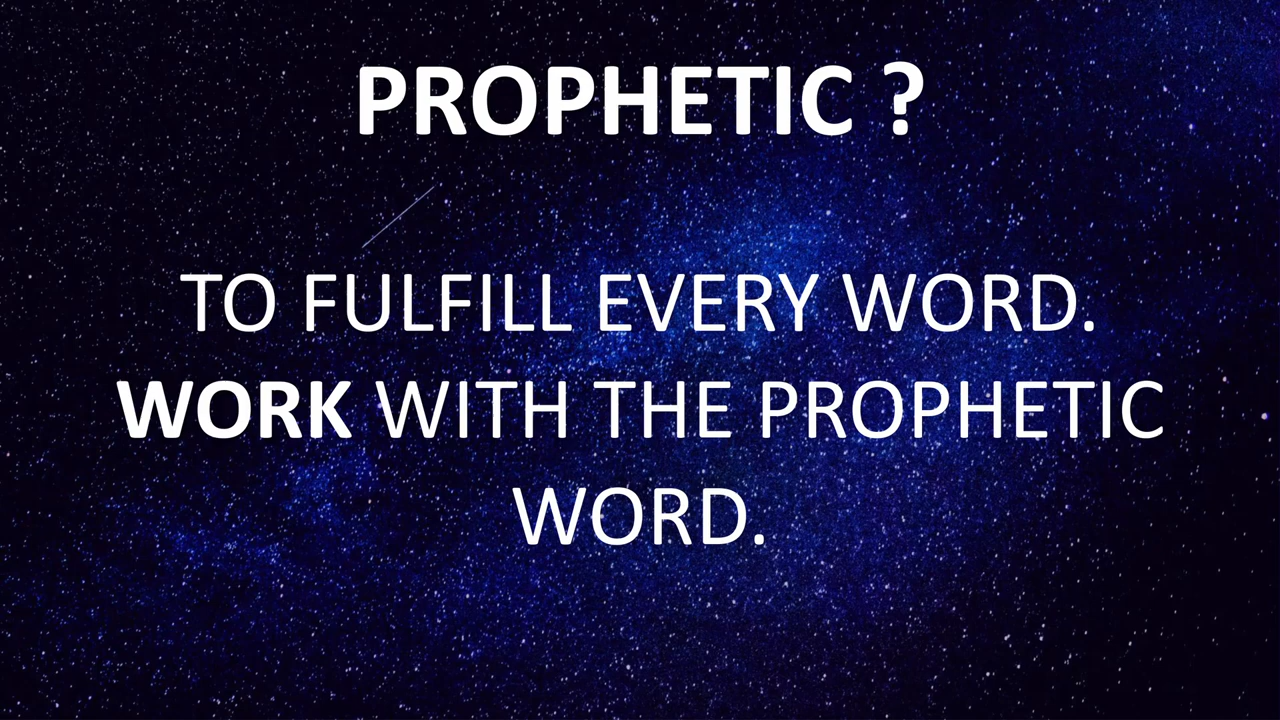 PROPHETIC ?
TO FULFILL EVERY WORD.
WORK WITH THE PROPHETIC
WORD.